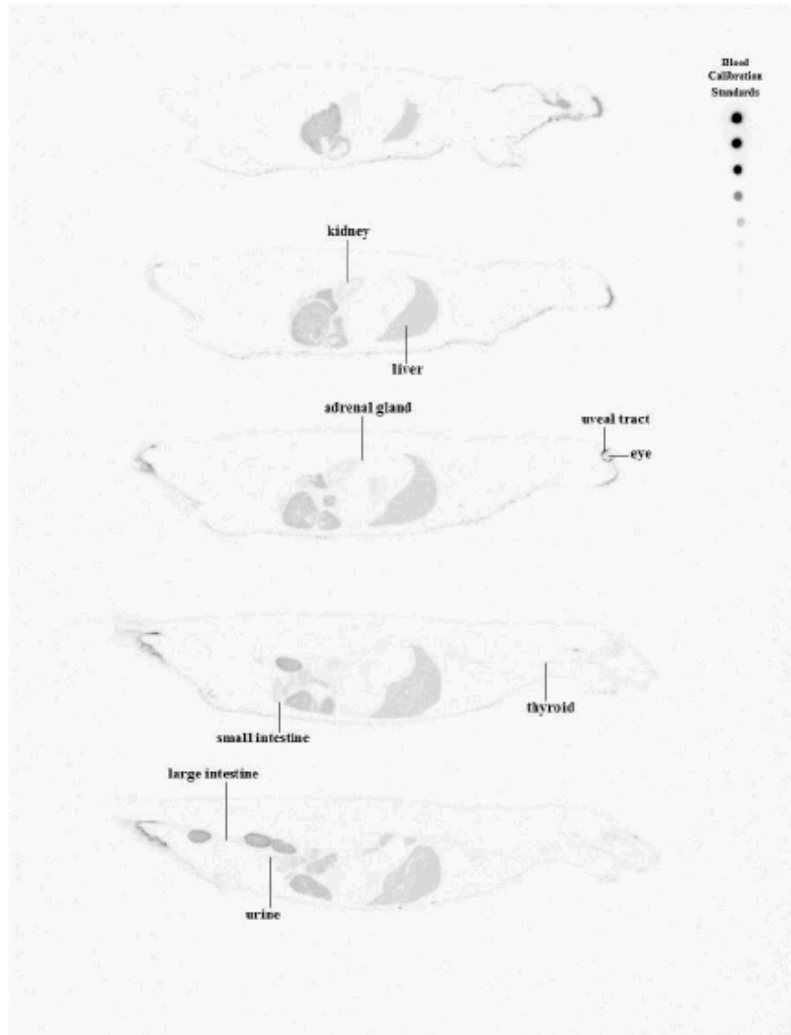 Blood
Calibration
Standards
kidney
liver
adrenal gland
uveal tract
eye
thyroid
small intestine
large intestine
urine